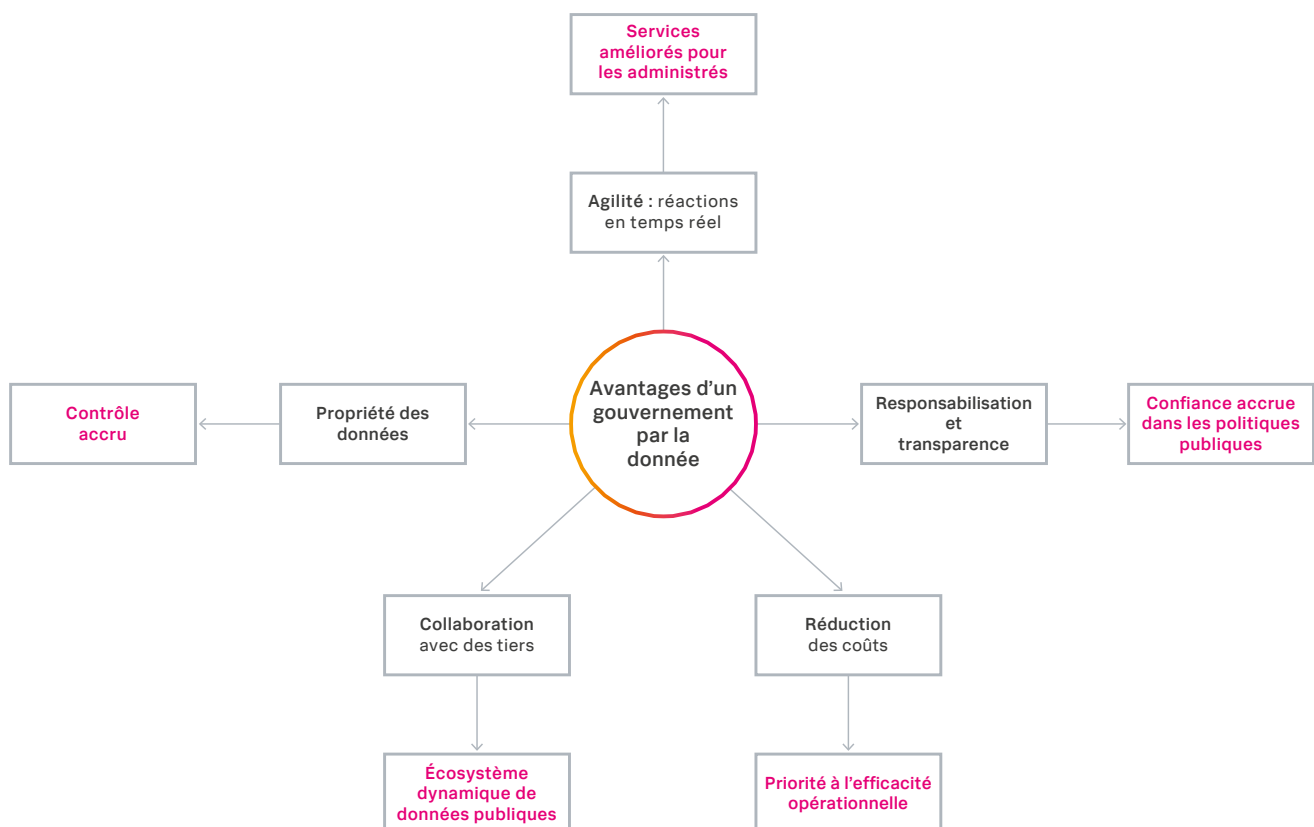 Services
améliorés pour
les administrés
Agilité : réactions
en temps réel
Avantages d’un
gouvernement
par la
donnée
Contrôle
accru
Propriété des
données
Responsabilisation
et
transparence
Confiance accrue
dans les politiques
publiques
Collaboration
avec des tiers
Réduction
des coûts
Écosystème
dynamique de
données publiques
Priorité à l’efficacité
opérationnelle